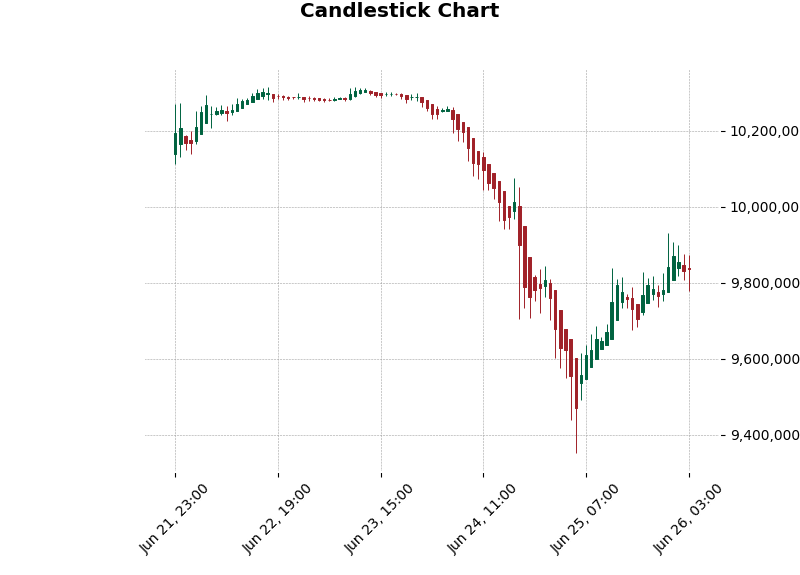 Candlestick Chart
10,200,00
10,000,00
9,800,000
9,600,000
9,400,000
Jun 21, 23:00
Jun 22, 19:00
Jun 23, 15:00
Jun 24, 11:00
Jun 25, 07:00
Jun 26, 03:00